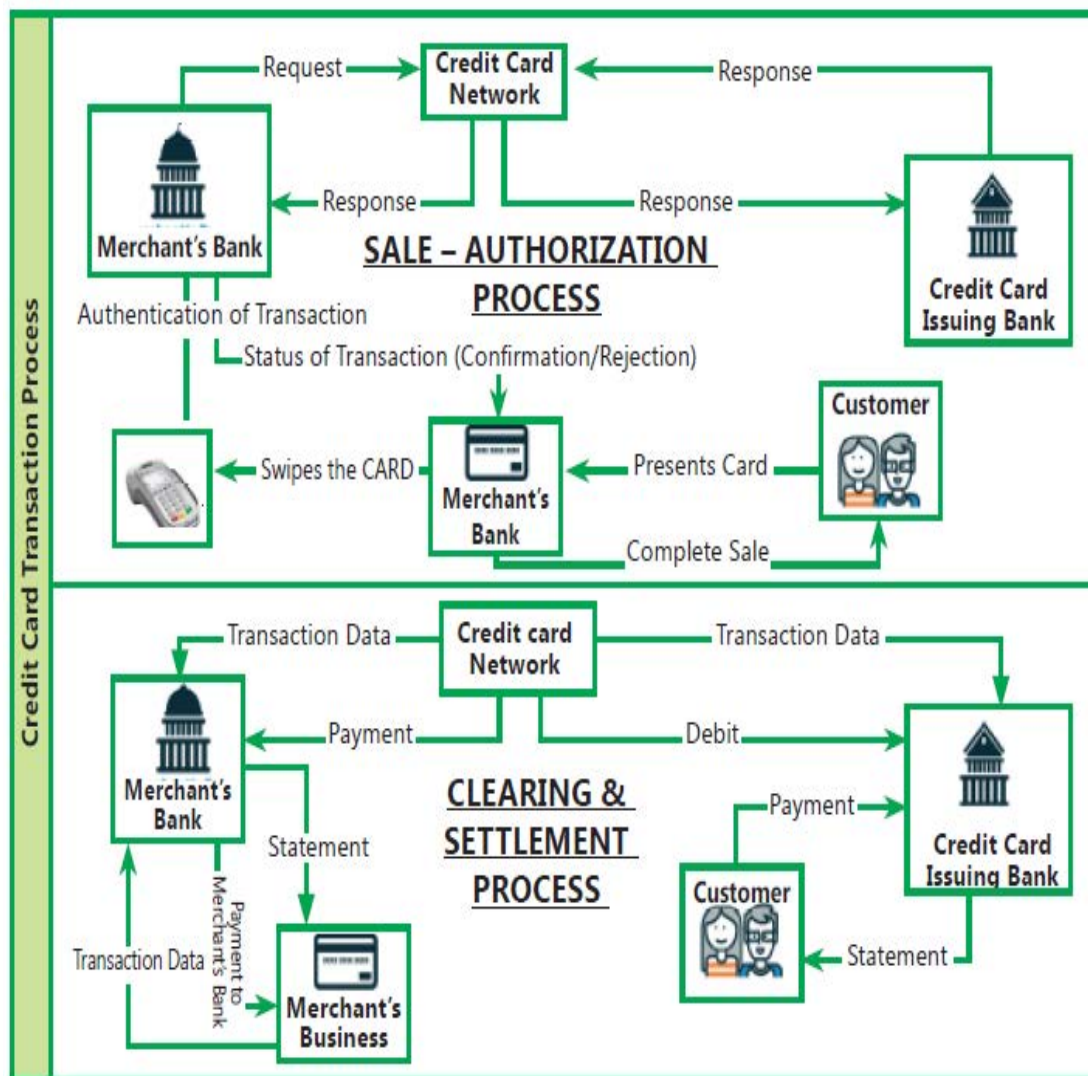 Credit Card Transaction Process
Request
Credit Card
Network
Response
Response
Response
Merchant's Bank
SALE – AUTHORIZATION
PROCESS
Credit Card
Issuing Bank
Authentication of Transaction
Status of Transaction (Confirmation/Rejection)
Customer
Swipes the CARD
Merchant's
Bank
Presents Card
Complete Sale
Transaction Data
Credit card
Network
Transaction Data
Payment
Debit
Merchant's
Bank
CLEARING &
SETTLEMENT
PROCESS
Statement
Payment
Credit Card
Issuing Bank
Customer
Payment to
Merchant's Bank
Transaction Data
Statement
Merchant's
Business